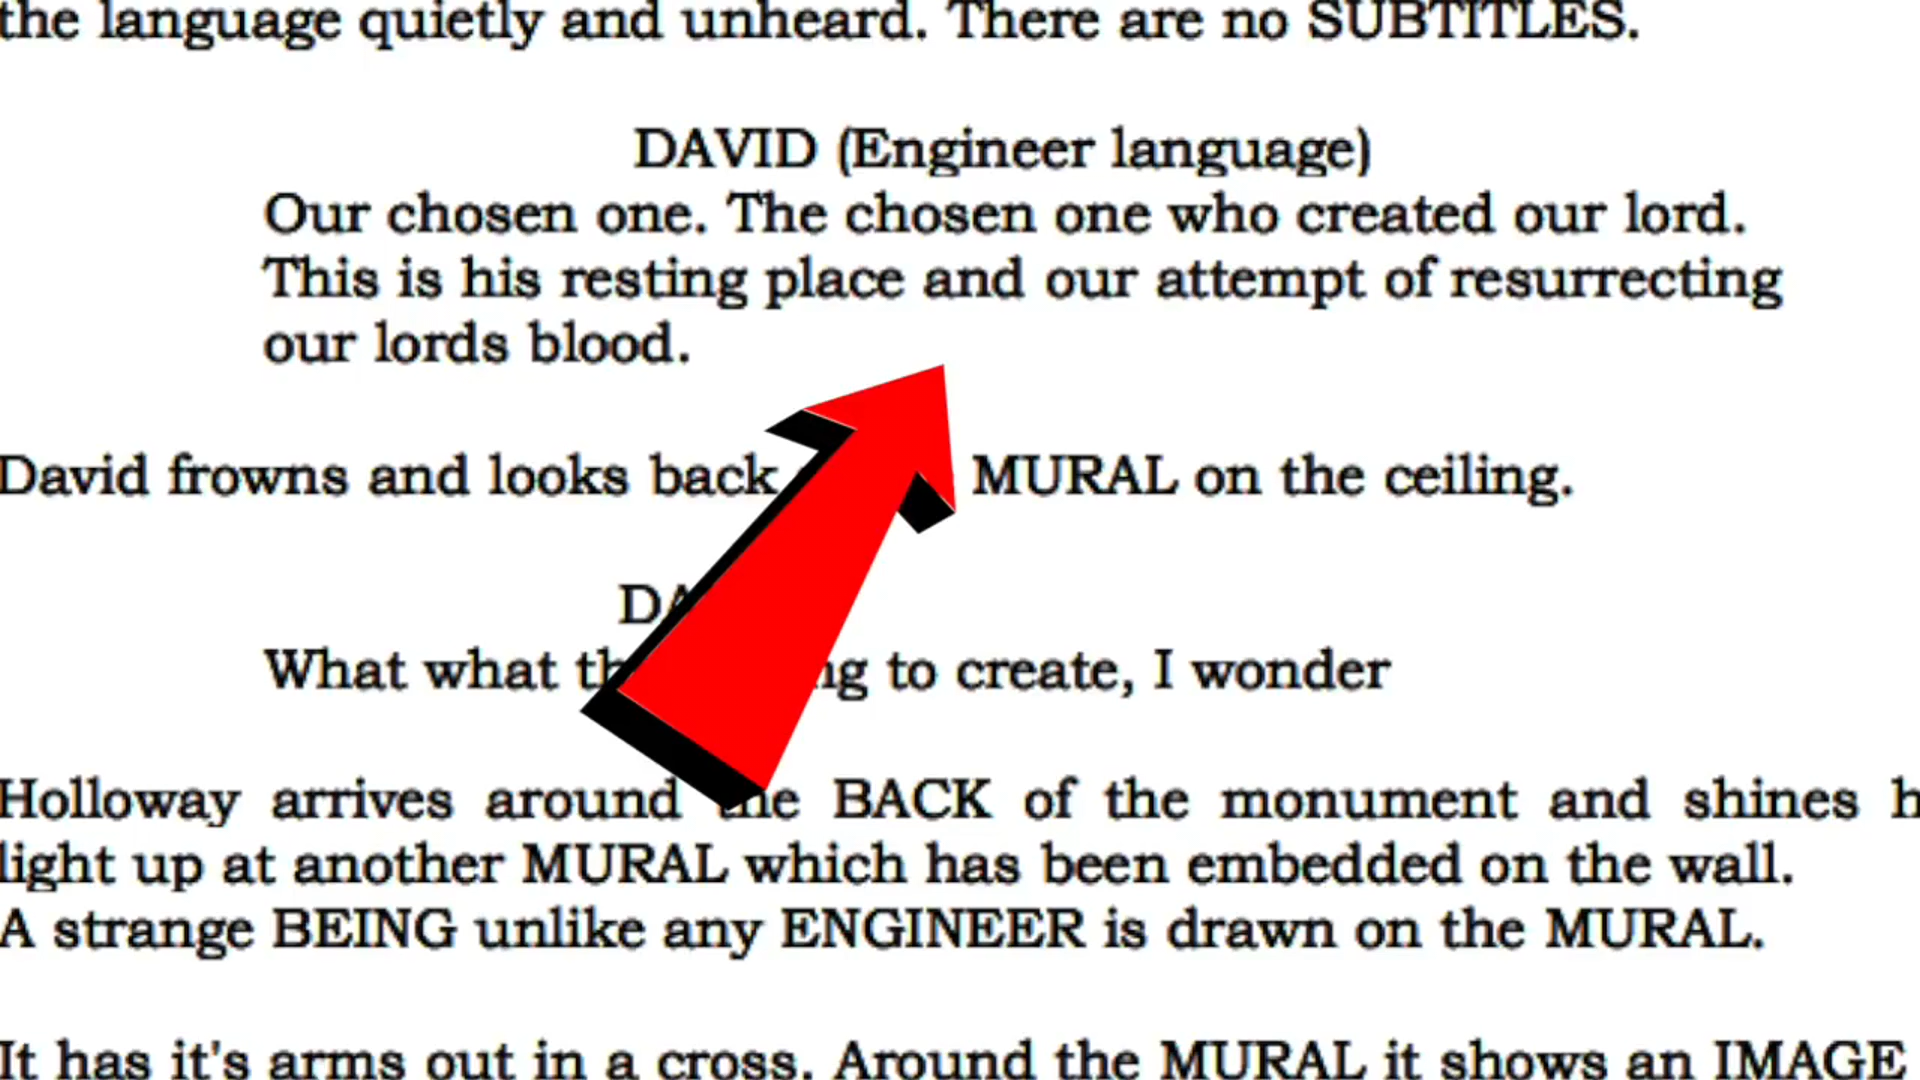 the language quietly and unheard. There are no SUBTITLES.
DAVID (Engineer language)
Our chosen one. The chosen one who created our lord.
This is his resting place and our attempt of resurrecting
our lords blood.
David frowns and looks back MURAL on the ceiling.
What what to create, I wonder
Holloway arrives around the BACK of the monument and shines
light up at another MURAL which has been embedded on the wall.
A strange BEING unlike any ENGINEER is drawn on the MURAL.
It has it's arms out in a cross. Around the MURAL it shows an IMAGE